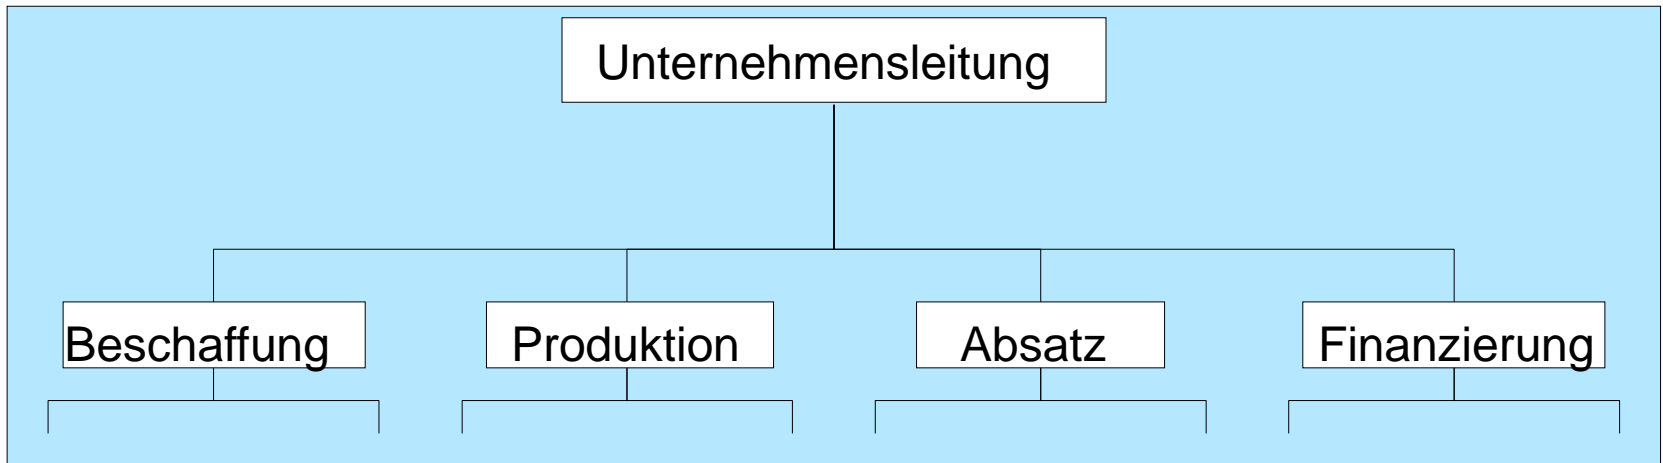 Unternehmensleitung
Beschaffung
Produktion
Absatz
Finanzierung